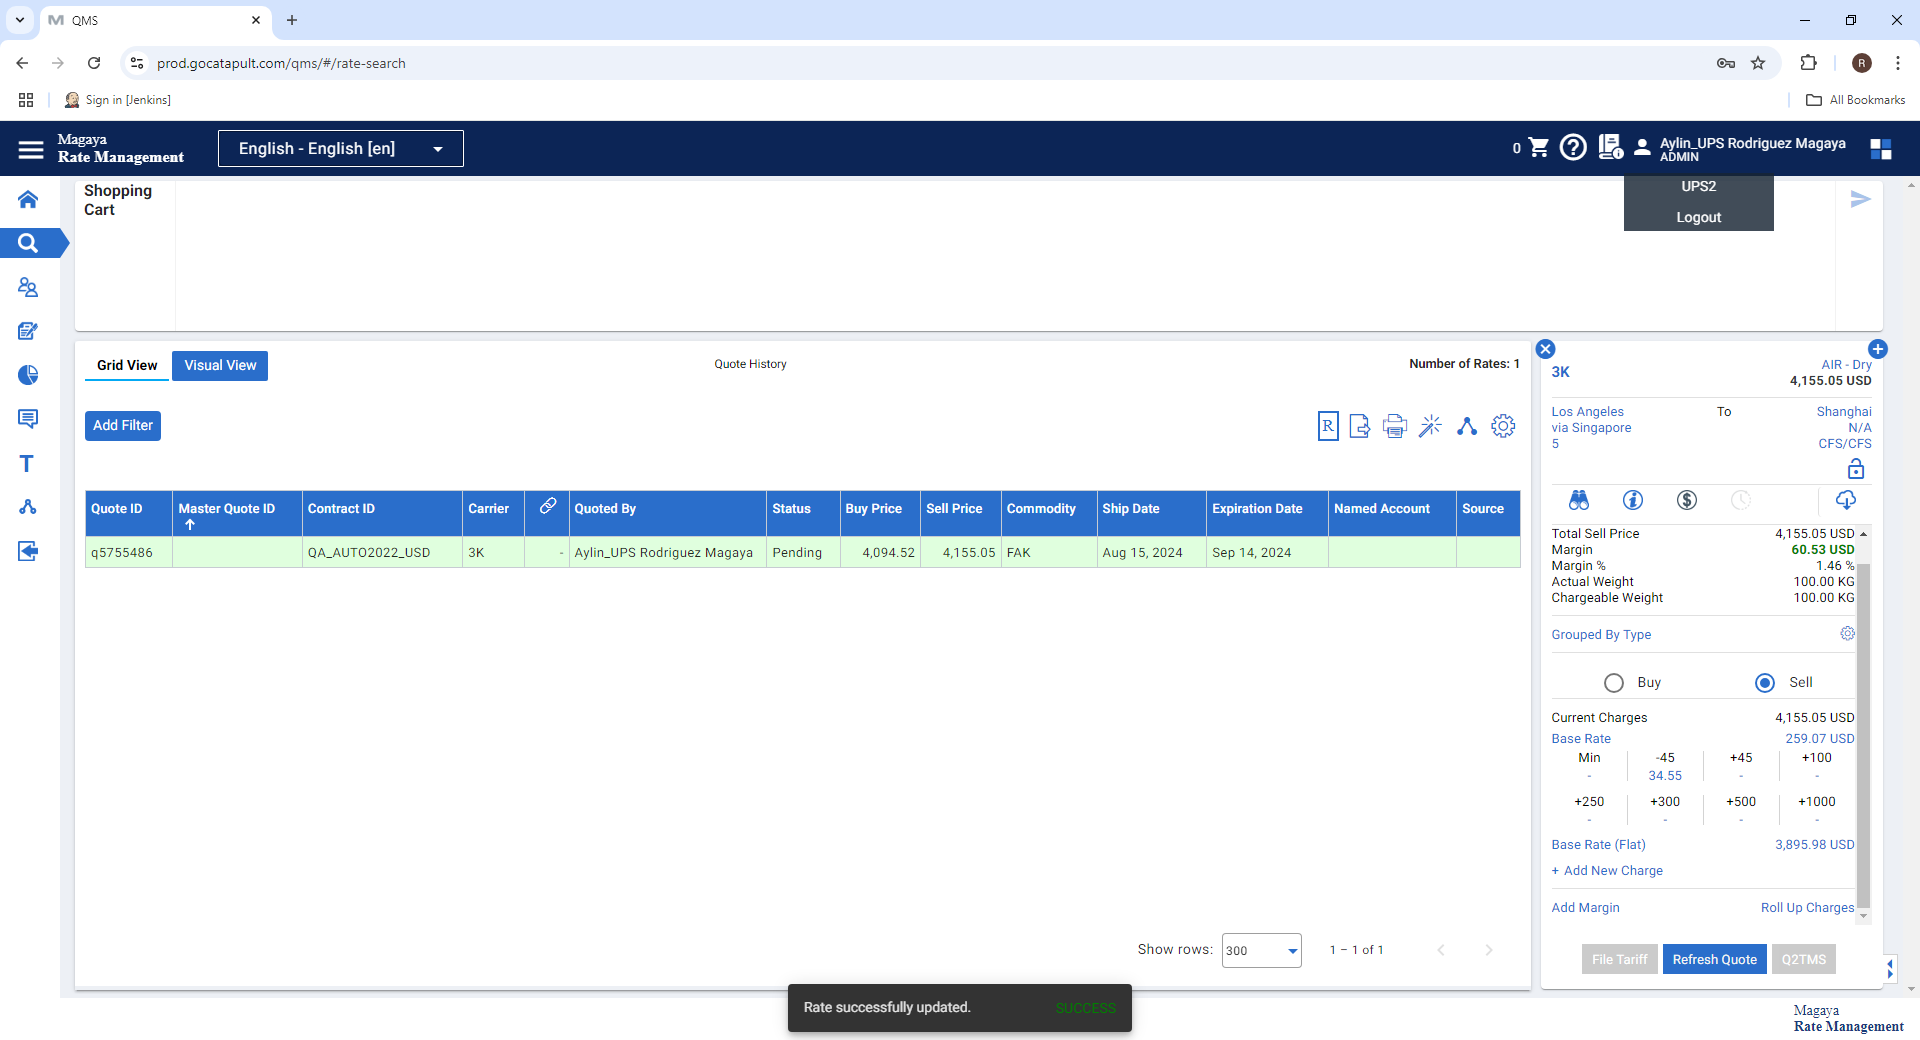 QMS
prod.gocatapult.com/qms/#/rate-search
R
Sign in [Jenkins]
All Bookmarks
Magaya
Rate Management
English - English [en]
0
Aylin_UPS Rodriguez Magaya
ADMIN
UPS2
Logout
Shopping
Cart
Grid View
Visual View
Quote History
Number of Rates: 1
Add Filter
R
Quote ID Master Quote ID Contract ID Carrier Quoted By Status Buy Price Sell Price Commodity Ship Date Expiration Date Named Account Source
q5755486 QA_AUTO2022_USD 3K - Aylin_UPS Rodriguez Magaya Pending 4,094.52 4,155.05 FAK Aug 15, 2024 Sep 14, 2024
Show rows: 300 1 – 1 of 1
3K
AIR - Dry
4,155.05 USD
Los Angeles To Shanghai
via Singapore N/A
5 CFS/CFS
Total Sell Price 4,155.05 USD
Margin 60.53 USD
Margin % 1.46 %
Actual Weight 100.00 KG
Chargeable Weight 100.00 KG
Grouped By Type
Buy Sell
Current Charges 4,155.05 USD
Base Rate 259.07 USD
Min -45 +45 +100
- 34.55 - -
+250 +300 +500 +1000
- - - -
Base Rate (Flat) 3,895.98 USD
+ Add New Charge
Add Margin Roll Up Charges
File Tariff Refresh Quote Q2TMS
Rate successfully updated. SUCCESS
Magaya
Rate Management